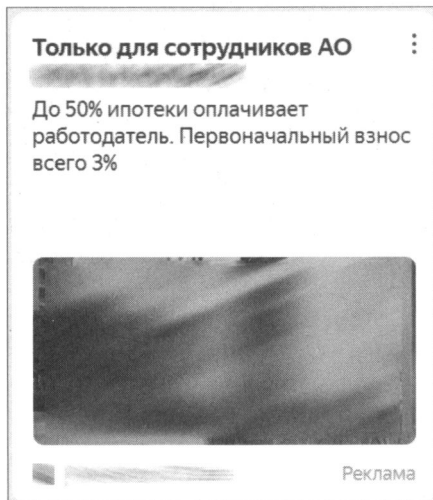 Только для сотрудников АО
До 50% ипотеки оплачивает
работодатель. Первоначальный взнос
всего 3%
Реклама